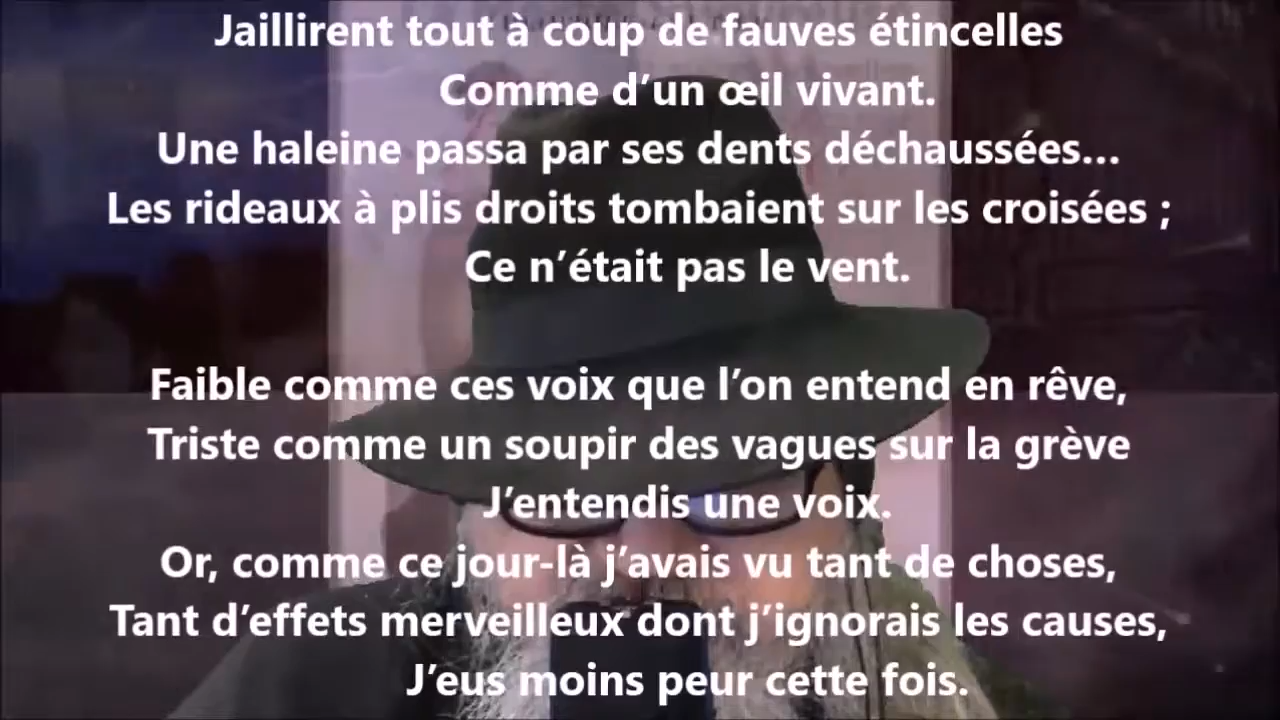 Jaillirent tout à coup de fauves étincelles
Comme d’un œil vivant.
Une haleine passa par ses dents déchaussées…
Les rideaux à plis droits tombaient sur les croisées ;
Ce n’était pas le vent.
Faible comme ces voix que l’on entend en rêve,
Triste comme un soupir des vagues sur la grève
J’entendis une voix.
Or, comme ce jour-là j’avais vu tant de choses,
Tant d’effets merveilleux dont j’ignorais les causes,
J’eus moins peur cette fois.